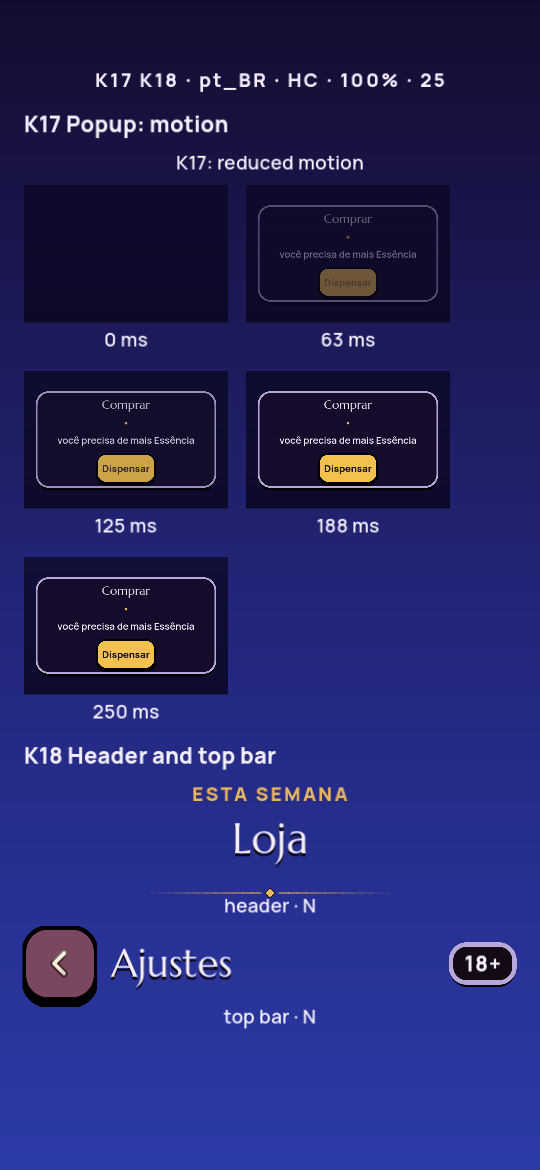 K17 K18 · pt_BR · HC · 100% · 25
K17 Popup: motion
K17: reduced motion
Comprar
você precisa de mais Essência
Dispensar
0 ms
63 ms
Comprar
você precisa de mais Essência
Dispensar
Comprar
você precisa de mais Essência
Dispensar
125 ms
188 ms
Comprar
você precisa de mais Essência
Dispensar
250 ms
K18 Header and top bar
ESTA SEMANA
Loja
header · N
Ajustes
18+
top bar · N